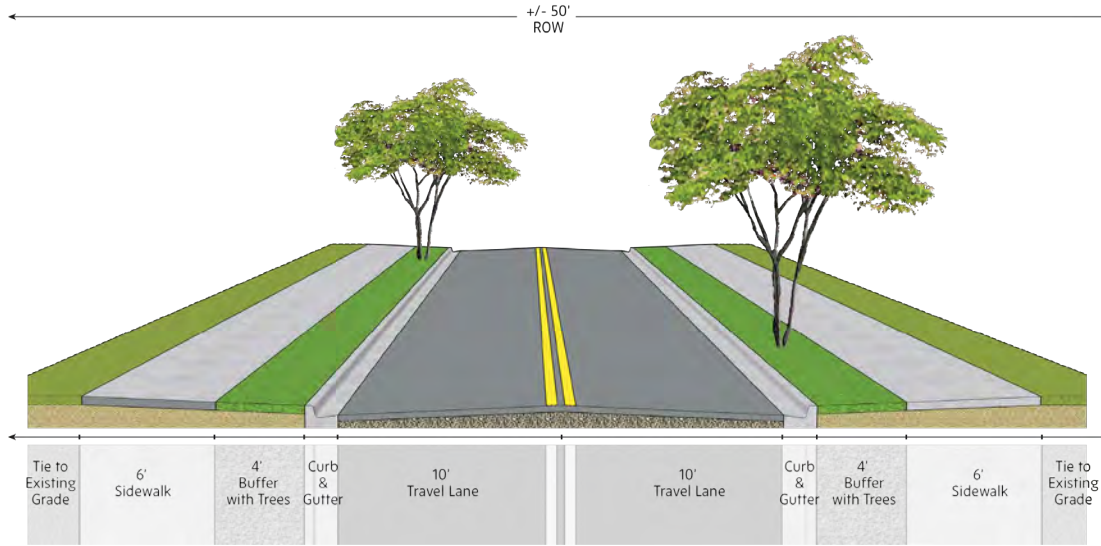 +/- 50'
ROW
Tie to
Existing
Grade
6'
Sidewalk
4'
Buffer
with Trees
Curb
&
Gutter
10'
Travel Lane
10'
Travel Lane
Curb
&
Gutter
4'
Buffer
with Trees
6'
Sidewalk
Tie to
Existing
Grade